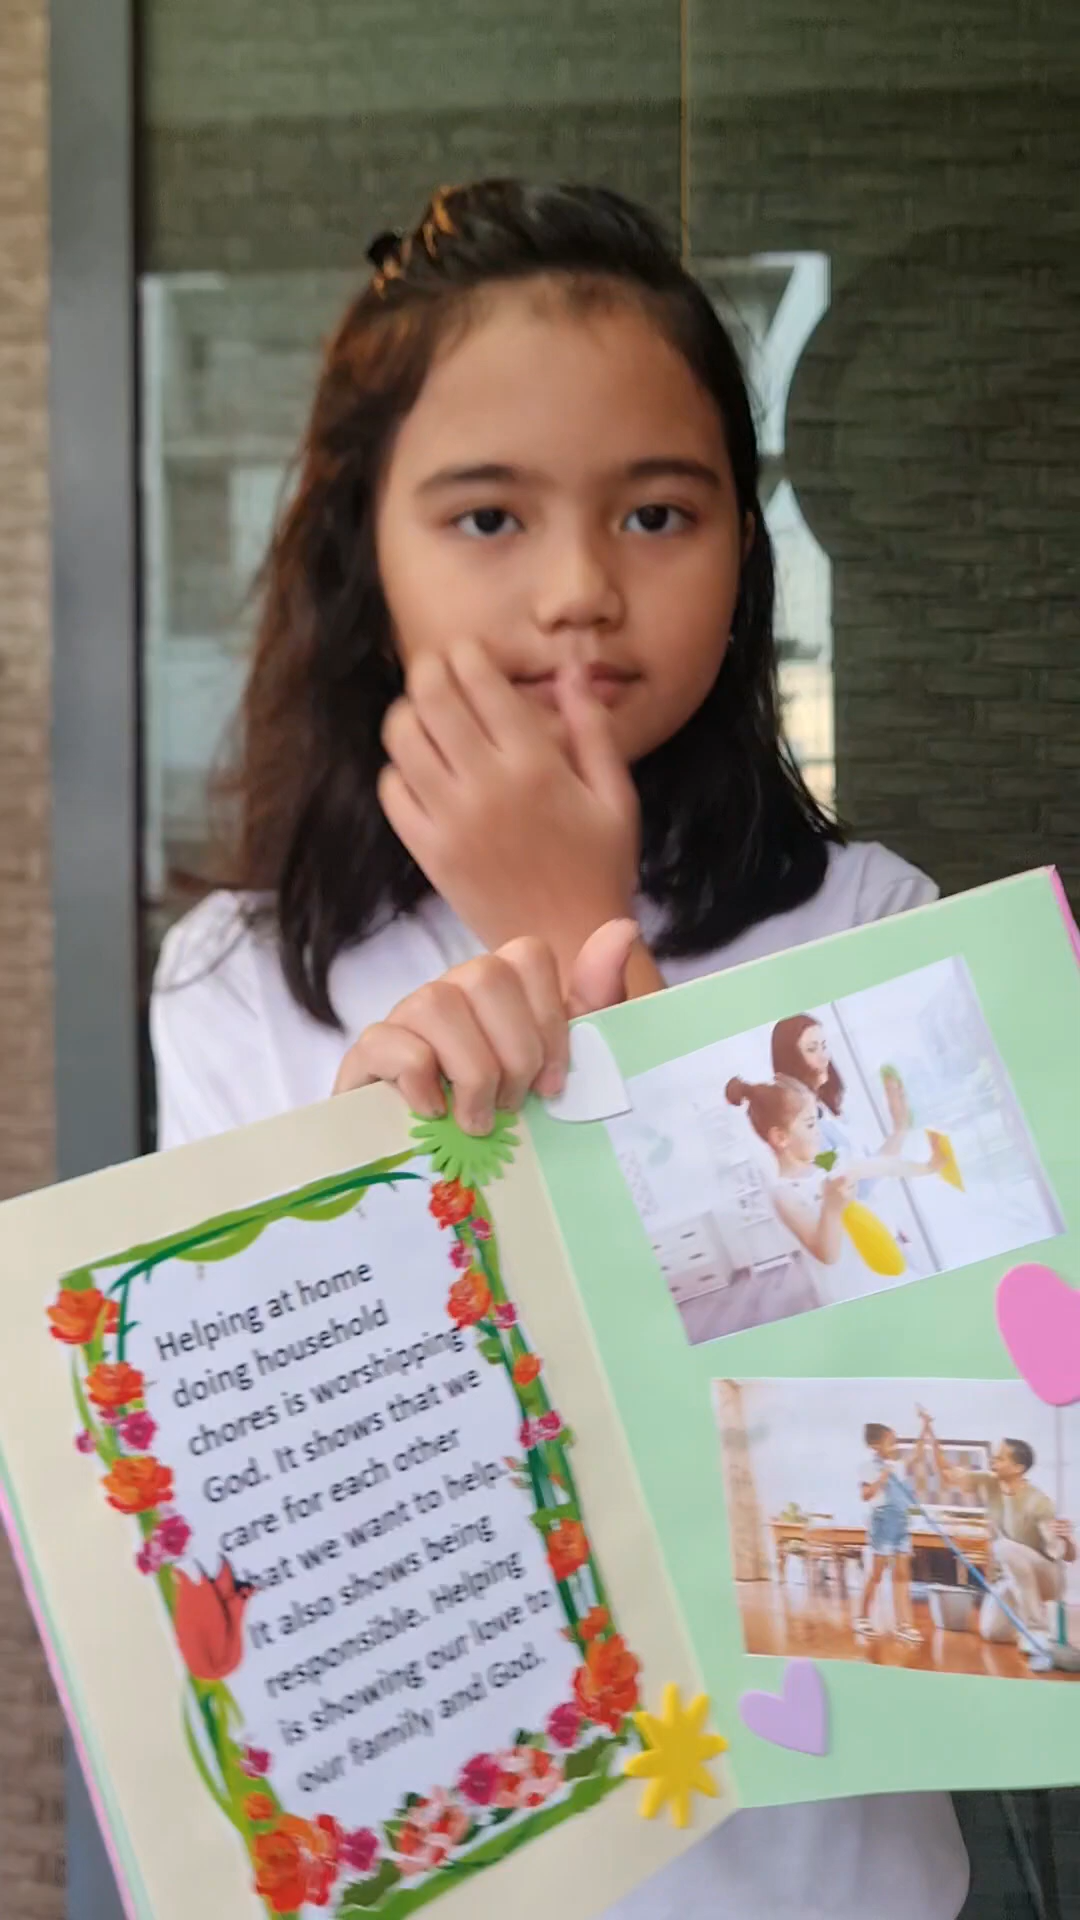 Helping at home
doing household
chores is worshipping
God. It shows that we
care for each other
that we want to help.
It also shows being
responsible. Helping
is showing our love to
our family and God.